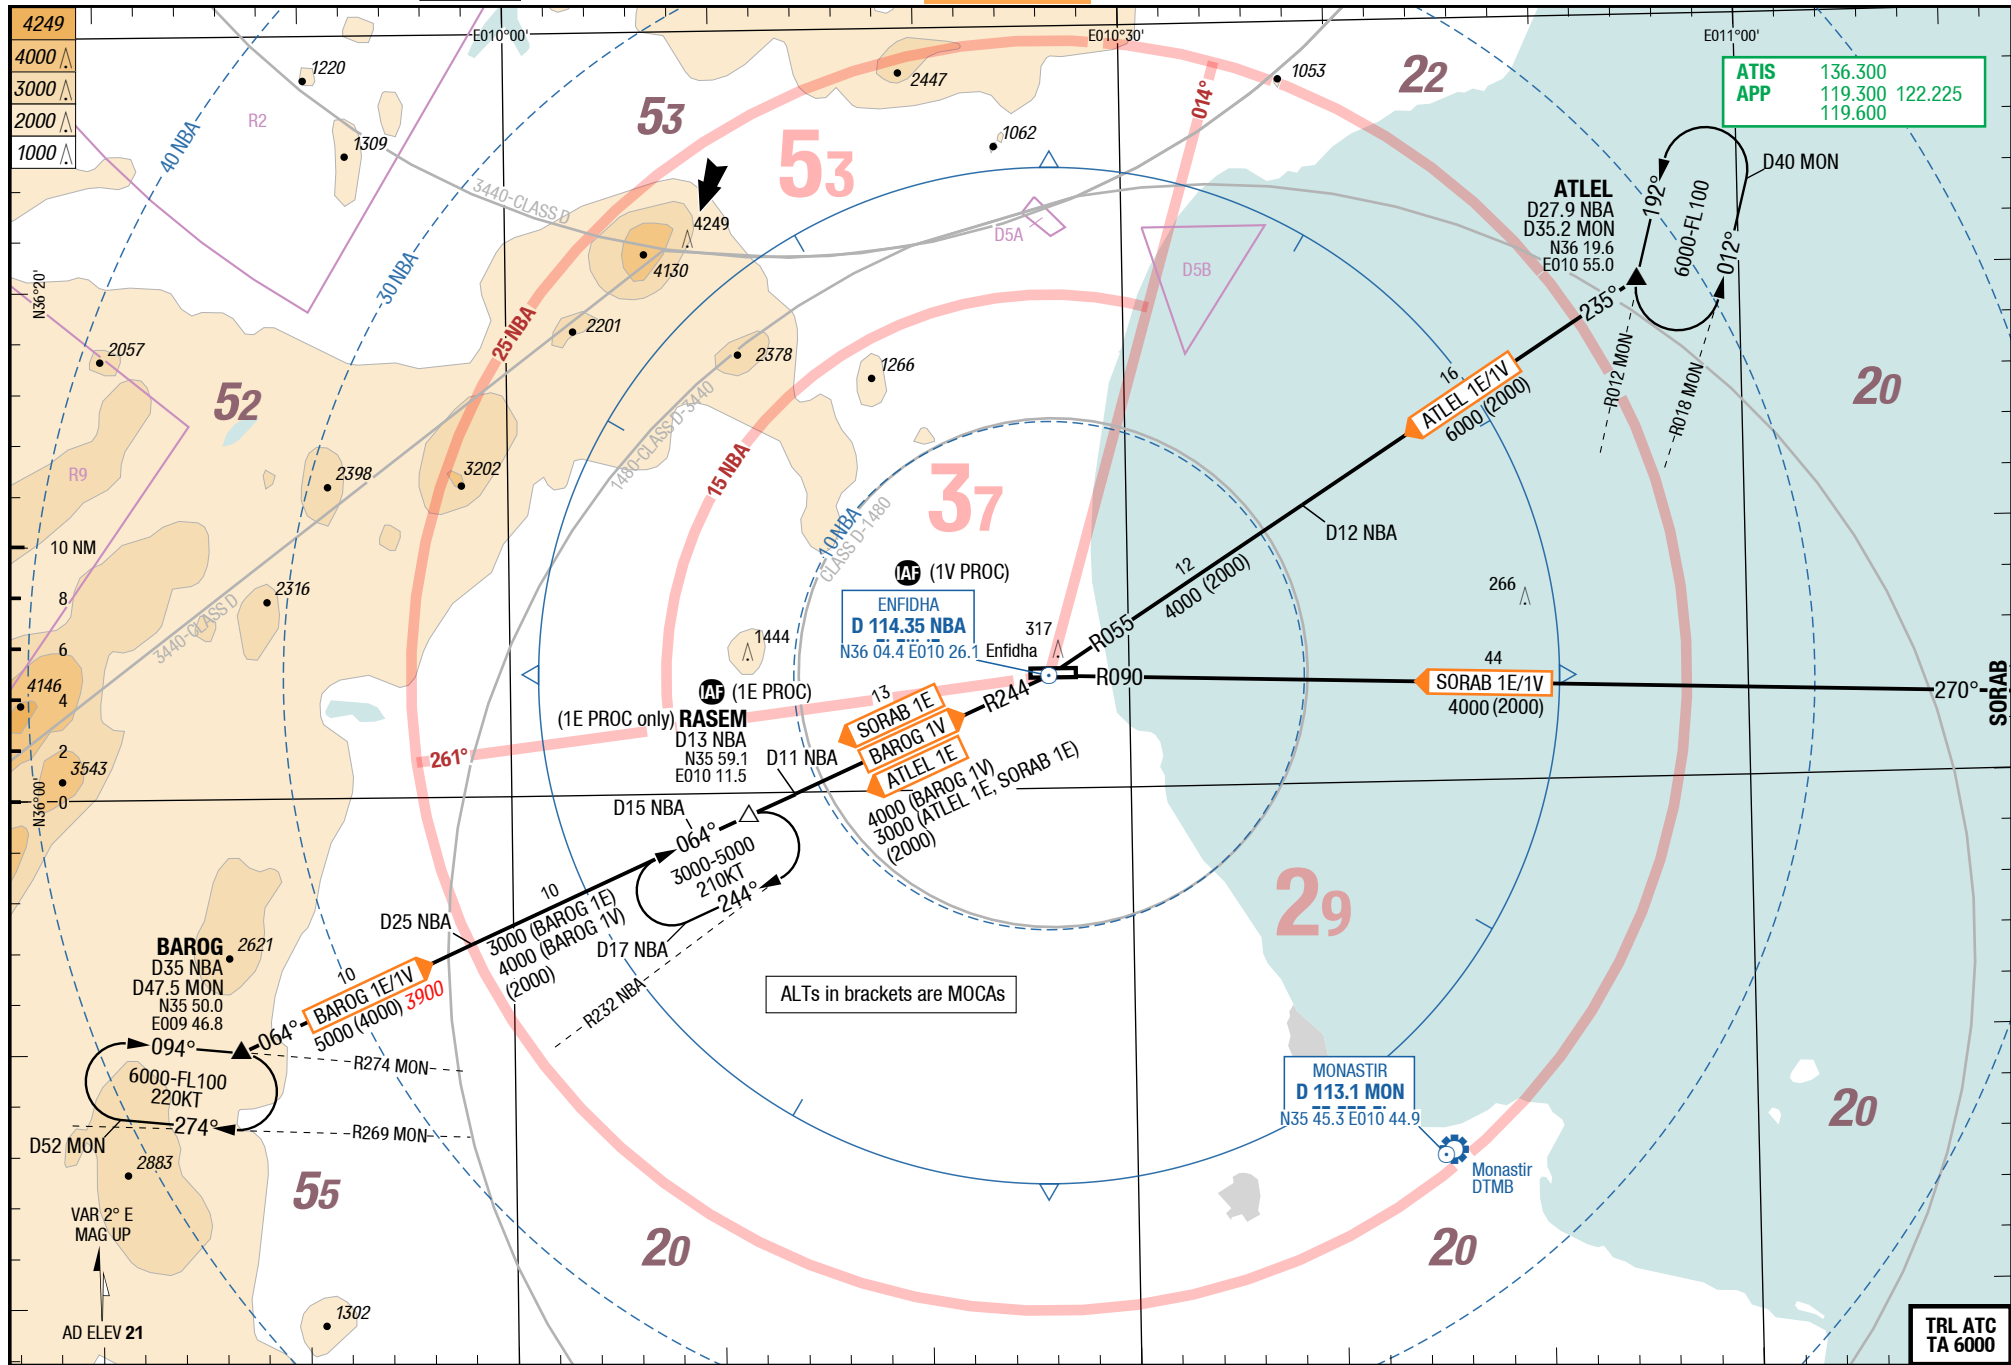 4249
4000
3000
2000
1000
E010°00'
E010°30'
E011°00'
ATIS 136.300
APP 119.300 122.225
119.600
1220
R2
40 NBA
1309
53
2447
53
1062
014°
1053
22
3440-CLASS D
4249
4130
D5A
D5B
ATLEL
D27.9 NBA
D35.2 MON
N36 19.6
E010 55.0
192°
6000-FL100
012°
D40 MON
235°
R012 MON
R018 MON
N36°20'
30 NBA
25 NBA
2201
2378
1266
2057
52
20
16
ATLEL 1E/1V
6000 (2000)
R9
2398
3202
1480-CLASS D-3440
15 NBA
37
10 NBA
CLASS D-1480
D12 NBA
12
4000 (2000)
10 NM
8
6
4
2
0
2316
3440-CLASS D
IAF (1V PROC)
ENFIDHA
D 114.35 NBA
N36 04.4 E010 26.1
Enfidha
317
266
1444
R055
R090
44
SORAB 1E/1V
4000 (2000)
270°
SORAB
4146
3543
N36°00'
IAF (1E PROC)
(1E PROC only) RASEM
D13 NBA
N35 59.1
E010 11.5
261°
13
SORAB 1E
BAROG 1V
ATLEL 1E
R244
4000 (BAROG 1V)
3000 (ATLEL 1E, SORAB 1E)
(2000)
D11 NBA
D15 NBA
064°
3000-5000
210KT
244°
D17 NBA
R232 NBA
D25 NBA
10
3000 (BAROG 1E)
4000 (BAROG 1V)
(2000)
29
ALTs in brackets are MOCAs
BAROG
D35 NBA
D47.5 MON
N35 50.0
E009 46.8
2621
10
BAROG 1E/1V
5000 (4000) 3900
064°
094°
6000-FL100
220KT
274°
R274 MON
R269 MON
D52 MON
2883
55
MONASTIR
D 113.1 MON
N35 45.3 E010 44.9
Monastir
DTMB
20
VAR 2° E
MAG UP
AD ELEV 21
1302
20
20
TRL ATC
TA 6000